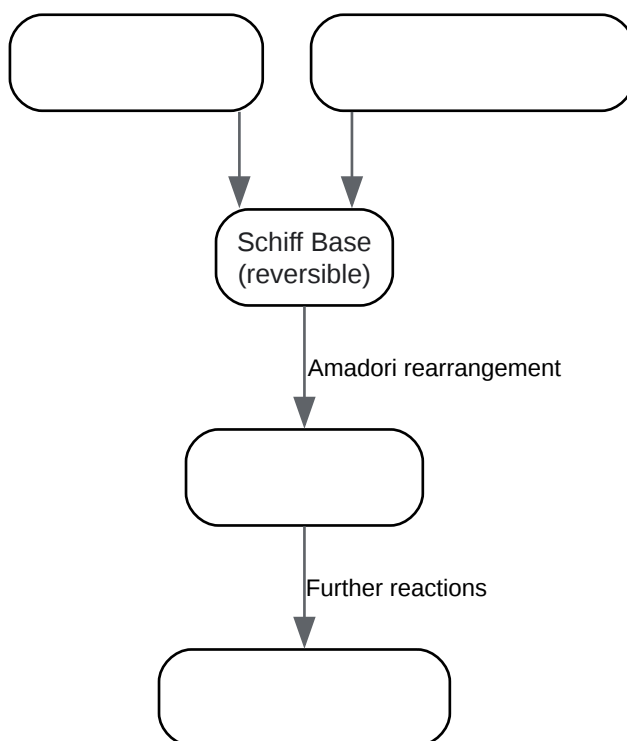 Schiff Base
(reversible)
Amadori rearrangement
Further reactions